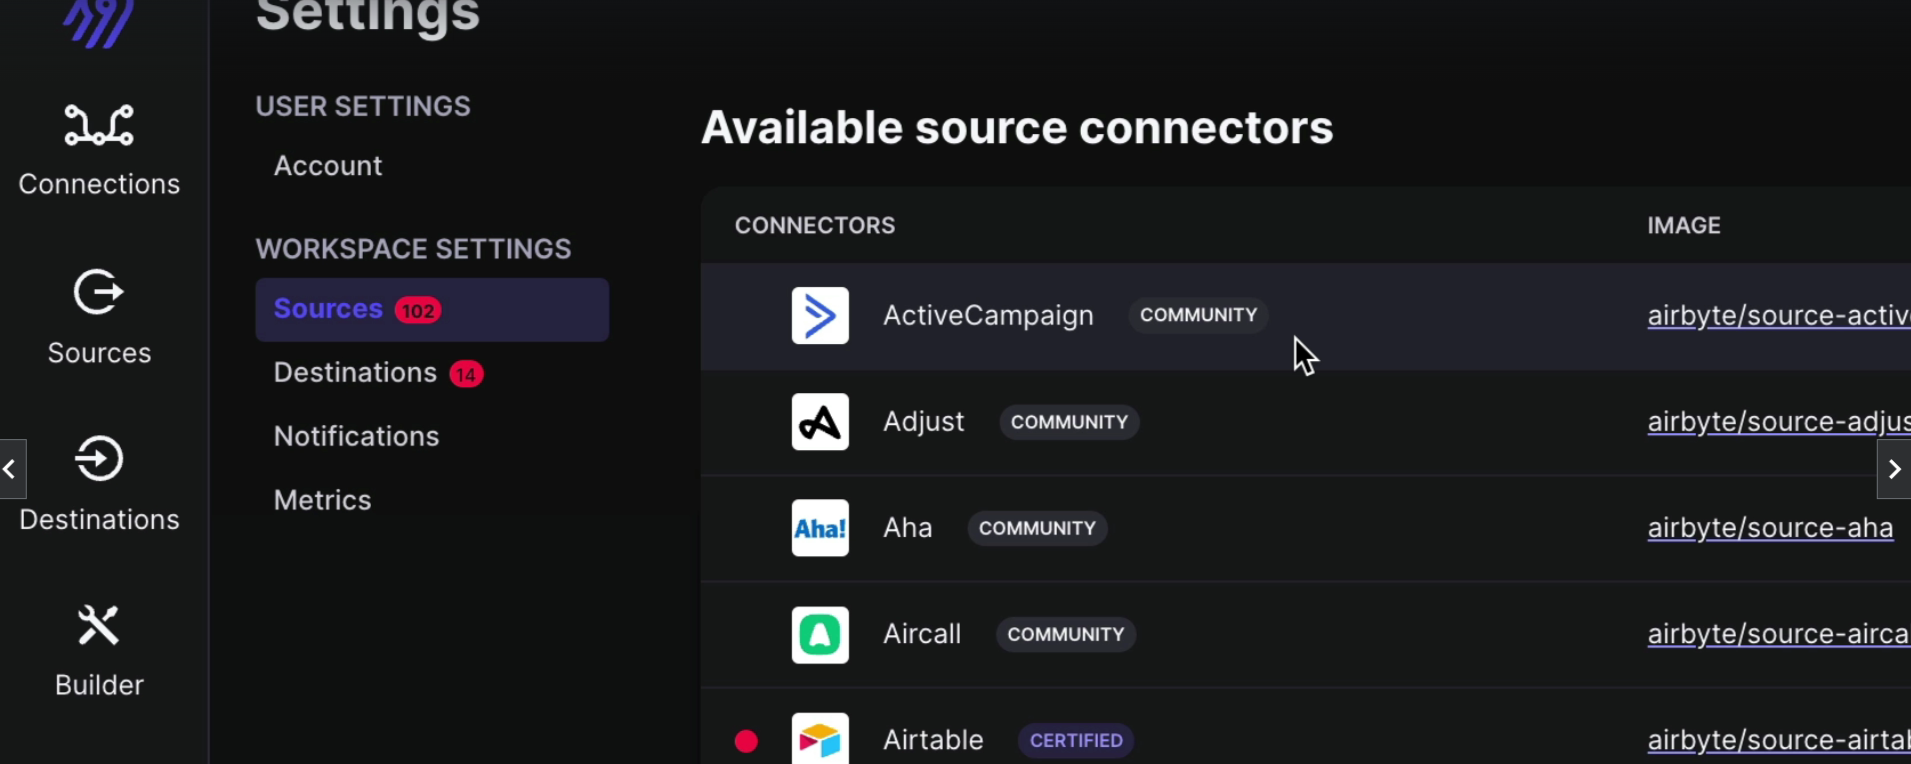 Settings
Connections
Sources
Destinations
Builder
USER SETTINGS
Account
WORKSPACE SETTINGS
Sources 102
Destinations 14
Notifications
Metrics
Available source connectors
CONNECTORS IMAGE
ActiveCampaign COMMUNITY airbyte/source-active
Adjust COMMUNITY airbyte/source-adjus
Aha! Aha COMMUNITY airbyte/source-aha
Aircall COMMUNITY airbyte/source-airca
Airtable CERTIFIED airbyte/source-airtab